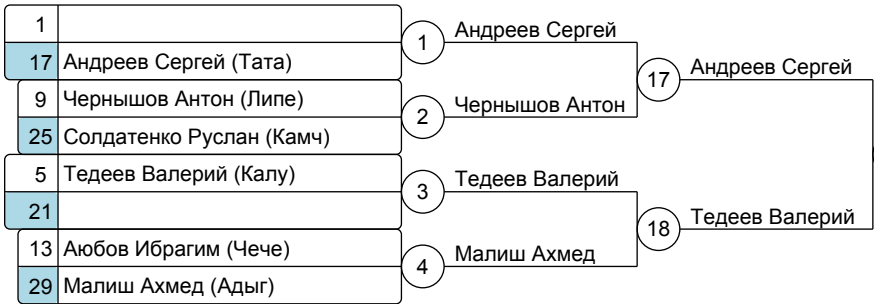 1
17 Андреев Сергей (Тата)
9 Чернышов Антон (Липе)
25 Солдатенко Руслан (Камч)
5 Тедеев Валерий (Калу)
21
13 Аюбов Ибрагим (Чече)
29 Малиш Ахмед (Адыг)
1 Андреев Сергей
2 Чернышов Антон
3 Тедеев Валерий
4 Малиш Ахмед
17 Андреев Сергей
18 Тедеев Валерий